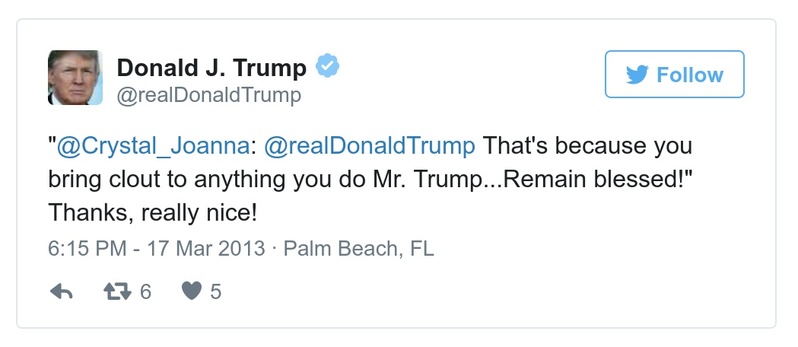 Donald J. Trump
@realDonaldTrump
Follow
"@Crystal_Joanna: @realDonaldTrump That's because you
bring clout to anything you do Mr. Trump...Remain blessed!"
Thanks, really nice!
6:15 PM - 17 Mar 2013 · Palm Beach, FL
6 5